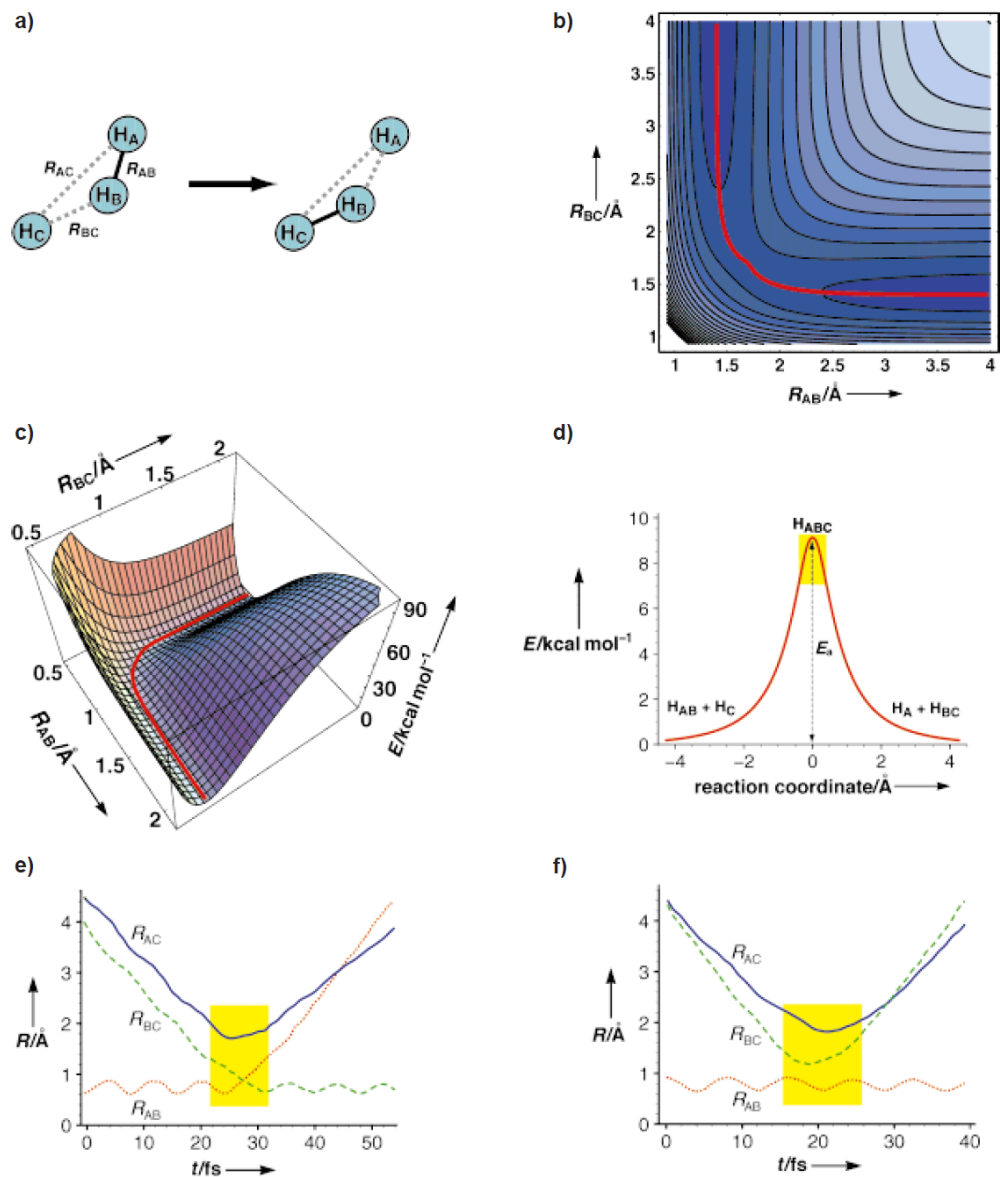 a)
H_A
R_AC
R_AB
H_B
H_C
R_BC
H_A
H_B
H_C
b)
4
3.5
3
2.5
2
1.5
1
R_BC/Å
1
1.5
2
2.5
3
3.5
4
R_AB/Å
c)
R_BC/Å
0.5
1
1.5
2
0.5
1
1.5
2
R_AB/Å
90
60
30
0
E/kcal mol⁻¹
d)
10
8
6
4
2
0
E/kcal mol⁻¹
H_ABC
E_a
H_AB + H_C
H_A + H_BC
−4
−2
0
2
4
reaction coordinate/Å
e)
4
3
2
1
0
R/Å
R_AC
R_BC
R_AB
0
10
20
30
40
50
t/fs
f)
4
3
2
1
0
R/Å
R_AC
R_BC
R_AB
0
10
20
30
40
t/fs